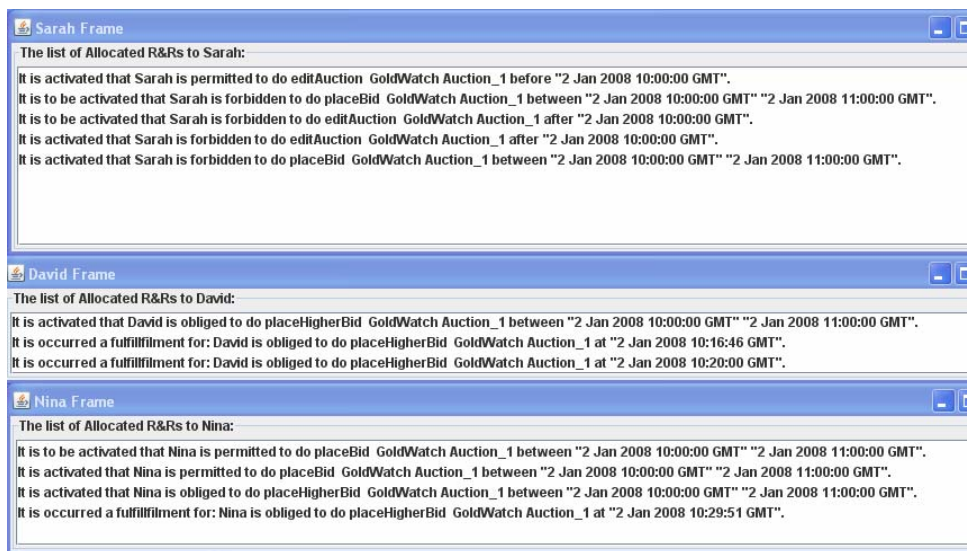 Sarah Frame
The list of Allocated R&Rs to Sarah:
It is activated that Sarah is permitted to do editAuction GoldWatch Auction_1 before "2 Jan 2008 10:00:00 GMT".
It is to be activated that Sarah is forbidden to do placeBid GoldWatch Auction_1 between "2 Jan 2008 10:00:00 GMT" "2 Jan 2008 11:00:00 GMT".
It is to be activated that Sarah is forbidden to do editAuction GoldWatch Auction_1 after "2 Jan 2008 10:00:00 GMT".
It is activated that Sarah is forbidden to do editAuction GoldWatch Auction_1 after "2 Jan 2008 10:00:00 GMT".
It is activated that Sarah is forbidden to do placeBid GoldWatch Auction_1 between "2 Jan 2008 10:00:00 GMT" "2 Jan 2008 11:00:00 GMT".
David Frame
The list of Allocated R&Rs to David:
It is activated that David is obliged to do placeHigherBid GoldWatch Auction_1 between "2 Jan 2008 10:00:00 GMT" "2 Jan 2008 11:00:00 GMT".
It is occurred a fulfillfilment for: David is obliged to do placeHigherBid GoldWatch Auction_1 at "2 Jan 2008 10:16:46 GMT".
It is occurred a fulfillfilment for: David is obliged to do placeHigherBid GoldWatch Auction_1 at "2 Jan 2008 10:20:00 GMT".
Nina Frame
The list of Allocated R&Rs to Nina:
It is to be activated that Nina is permitted to do placeBid GoldWatch Auction_1 between "2 Jan 2008 10:00:00 GMT" "2 Jan 2008 11:00:00 GMT".
It is activated that Nina is permitted to do placeBid GoldWatch Auction_1 between "2 Jan 2008 10:00:00 GMT" "2 Jan 2008 11:00:00 GMT".
It is activated that Nina is obliged to do placeHigherBid GoldWatch Auction_1 between "2 Jan 2008 10:00:00 GMT" "2 Jan 2008 11:00:00 GMT".
It is occurred a fulfillfilment for: Nina is obliged to do placeHigherBid GoldWatch Auction_1 at "2 Jan 2008 10:29:51 GMT".